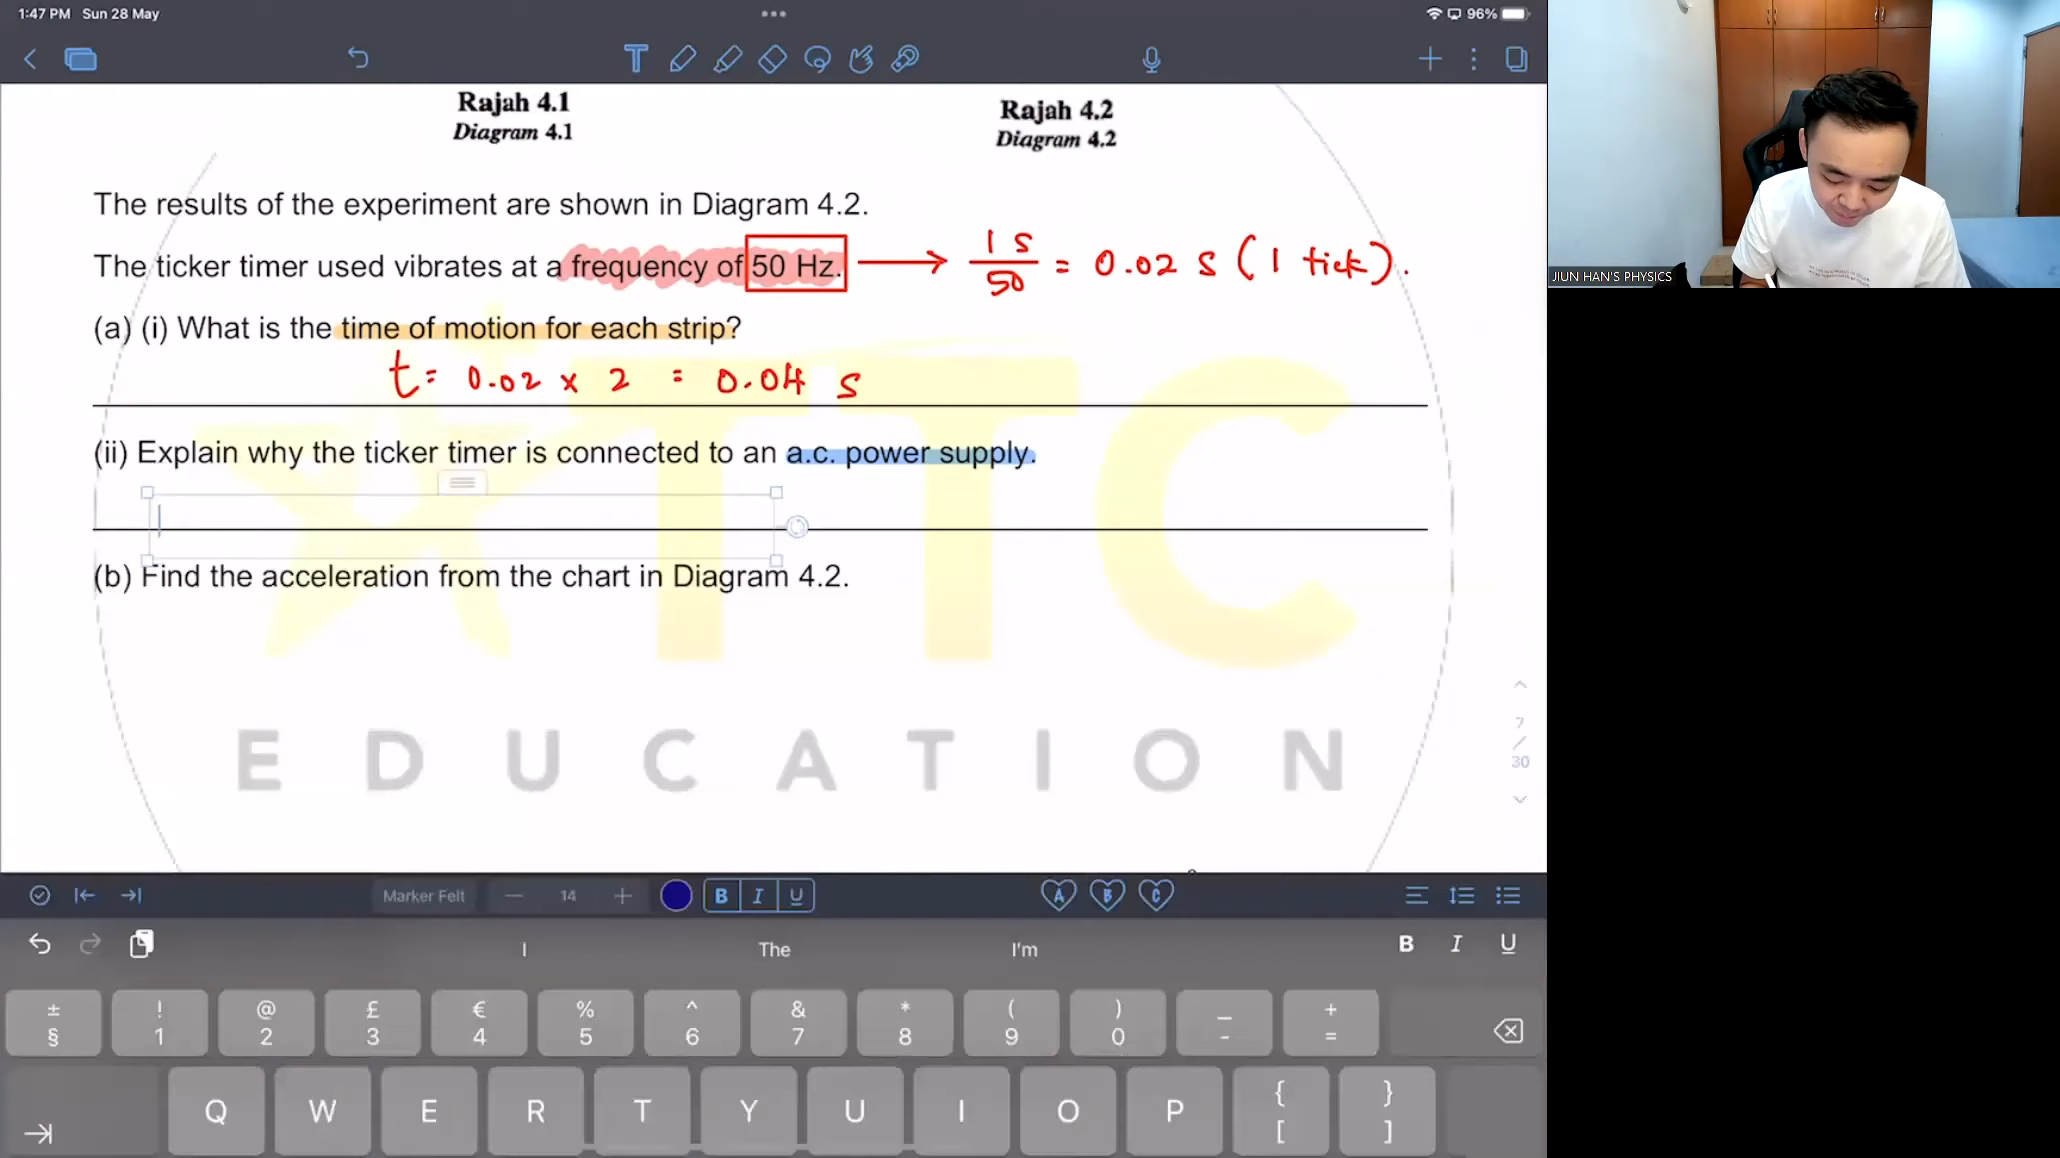 1:47 PM Sun 28 May
96%
Rajah 4.1
Diagram 4.1
Rajah 4.2
Diagram 4.2
The results of the experiment are shown in Diagram 4.2.
The ticker timer used vibrates at a frequency of 50 Hz. → 1 s / 50 = 0.02 s (1 tick).
(a) (i) What is the time of motion for each strip?
t = 0.02 x 2 = 0.04 s
(ii) Explain why the ticker timer is connected to an a.c. power supply.
(b) Find the acceleration from the chart in Diagram 4.2.
TTC
EDUCATION
7
/
30
JIUN HAN'S PHYSICS
Marker Felt − 14 + B I U A B C
I The I'm B I U
± ! @ £ € % ^ & * ( ) _ +
§ 1 2 3 4 5 6 7 8 9 0 - =
Q W E R T Y U I O P { }
[ ]